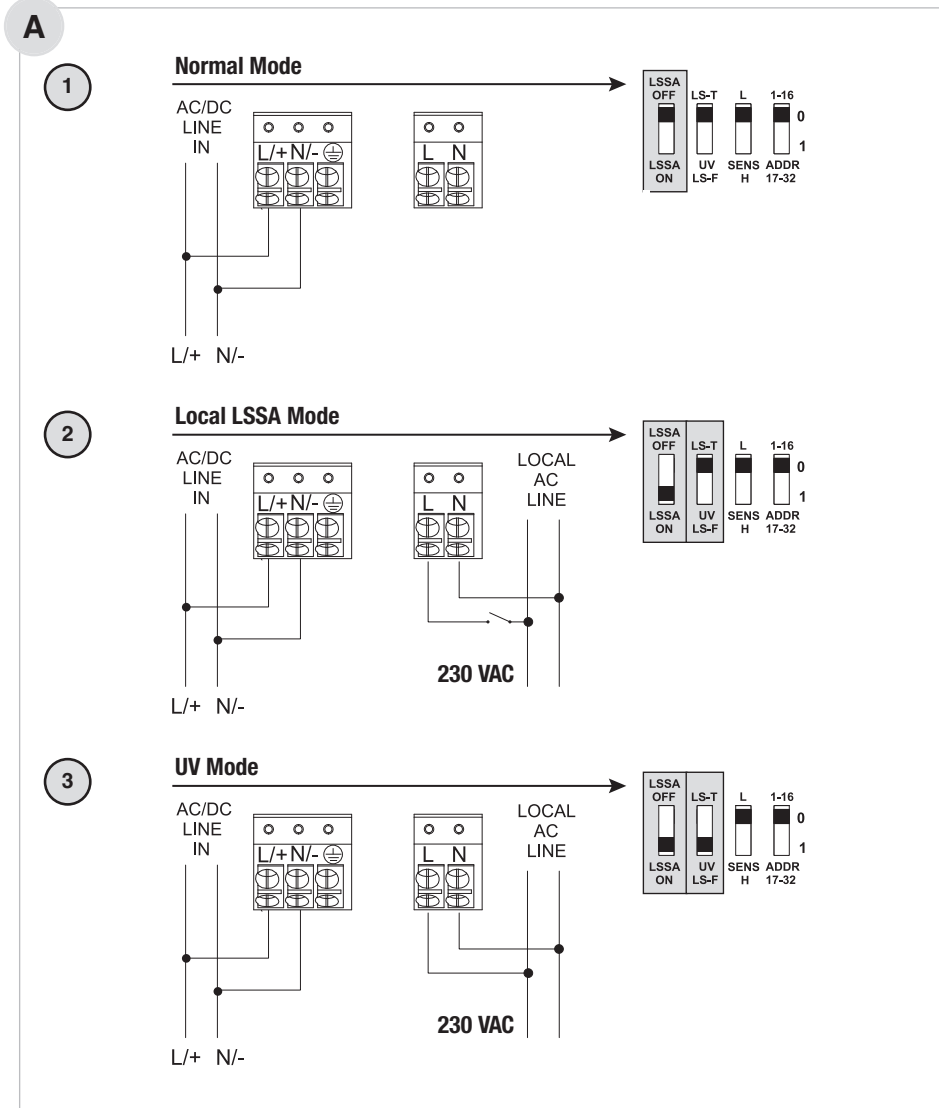 A
1
Normal Mode
AC/DC
LINE
IN
L/+ N/-
L N
L/+ N/-
LSSA
OFF LS-T L 1-16
0
1
LSSA UV SENS ADDR
ON LS-F H 17-32
2
Local LSSA Mode
AC/DC
LINE
IN
L/+ N/-
L N
LOCAL
AC
LINE
230 VAC
L/+ N/-
LSSA
OFF LS-T L 1-16
0
1
LSSA UV SENS ADDR
ON LS-F H 17-32
3
UV Mode
AC/DC
LINE
IN
L/+ N/-
L N
LOCAL
AC
LINE
230 VAC
L/+ N/-
LSSA
OFF LS-T L 1-16
0
1
LSSA UV SENS ADDR
ON LS-F H 17-32